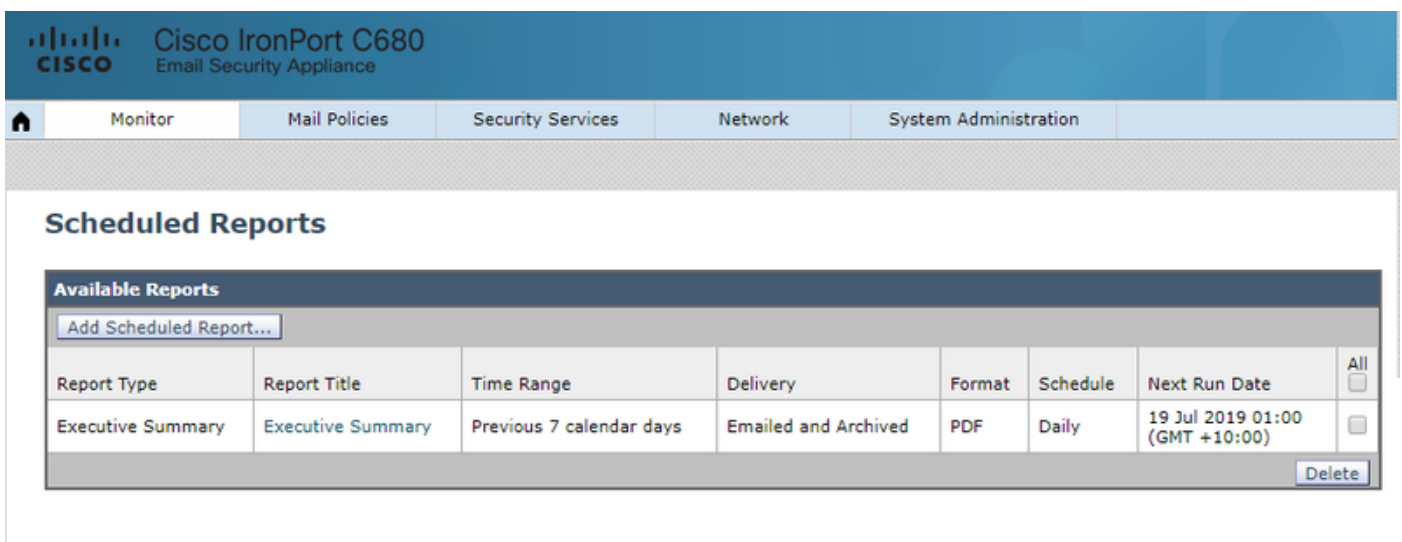 CISCO
Cisco IronPort C680
Email Security Appliance
Monitor Mail Policies Security Services Network System Administration
Scheduled Reports
Available Reports
Add Scheduled Report...
Report Type Report Title Time Range Delivery Format Schedule Next Run Date All
Executive Summary Executive Summary Previous 7 calendar days Emailed and Archived PDF Daily 19 Jul 2019 01:00
(GMT +10:00)
Delete